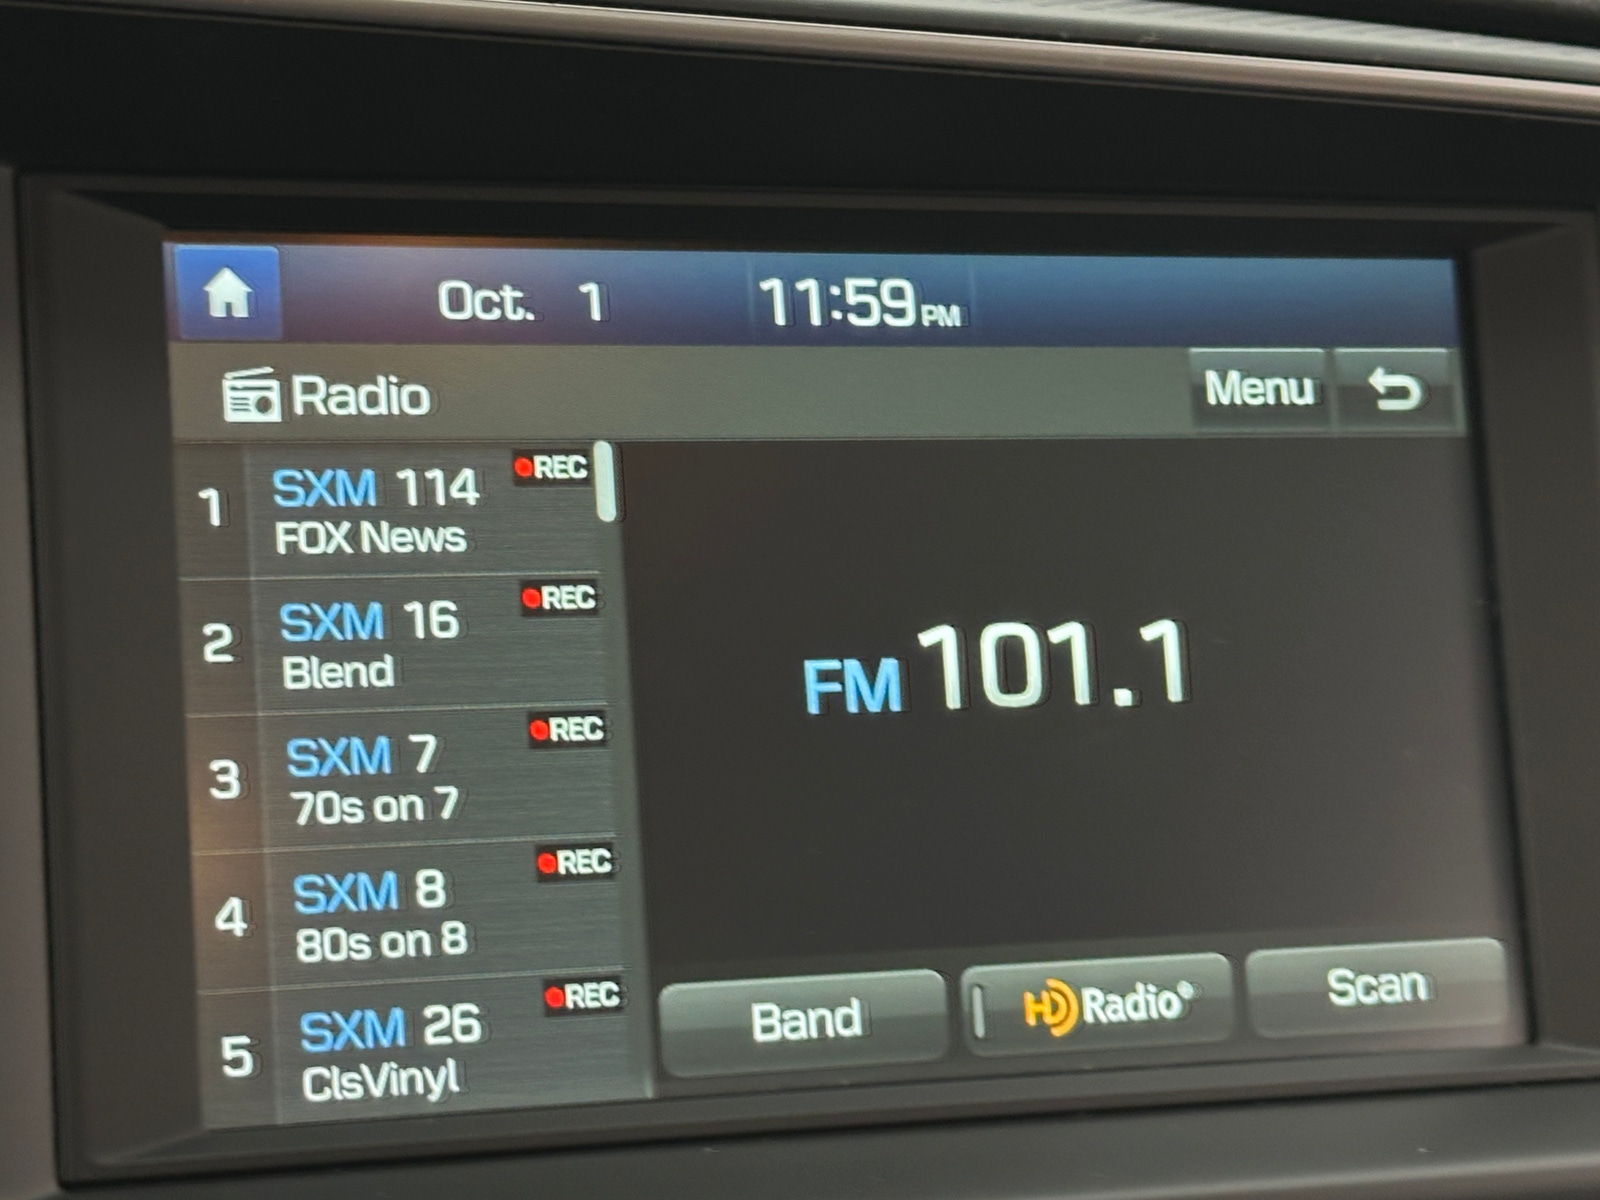 Oct. 1 11:59PM
Radio Menu
1 SXM 114 REC
FOX News
2 SXM 16 REC
Blend
3 SXM 7 REC
70s on 7
4 SXM 8 REC
80s on 8
5 SXM 26 REC
ClsVinyl
FM 101.1
Band HD Radio® Scan